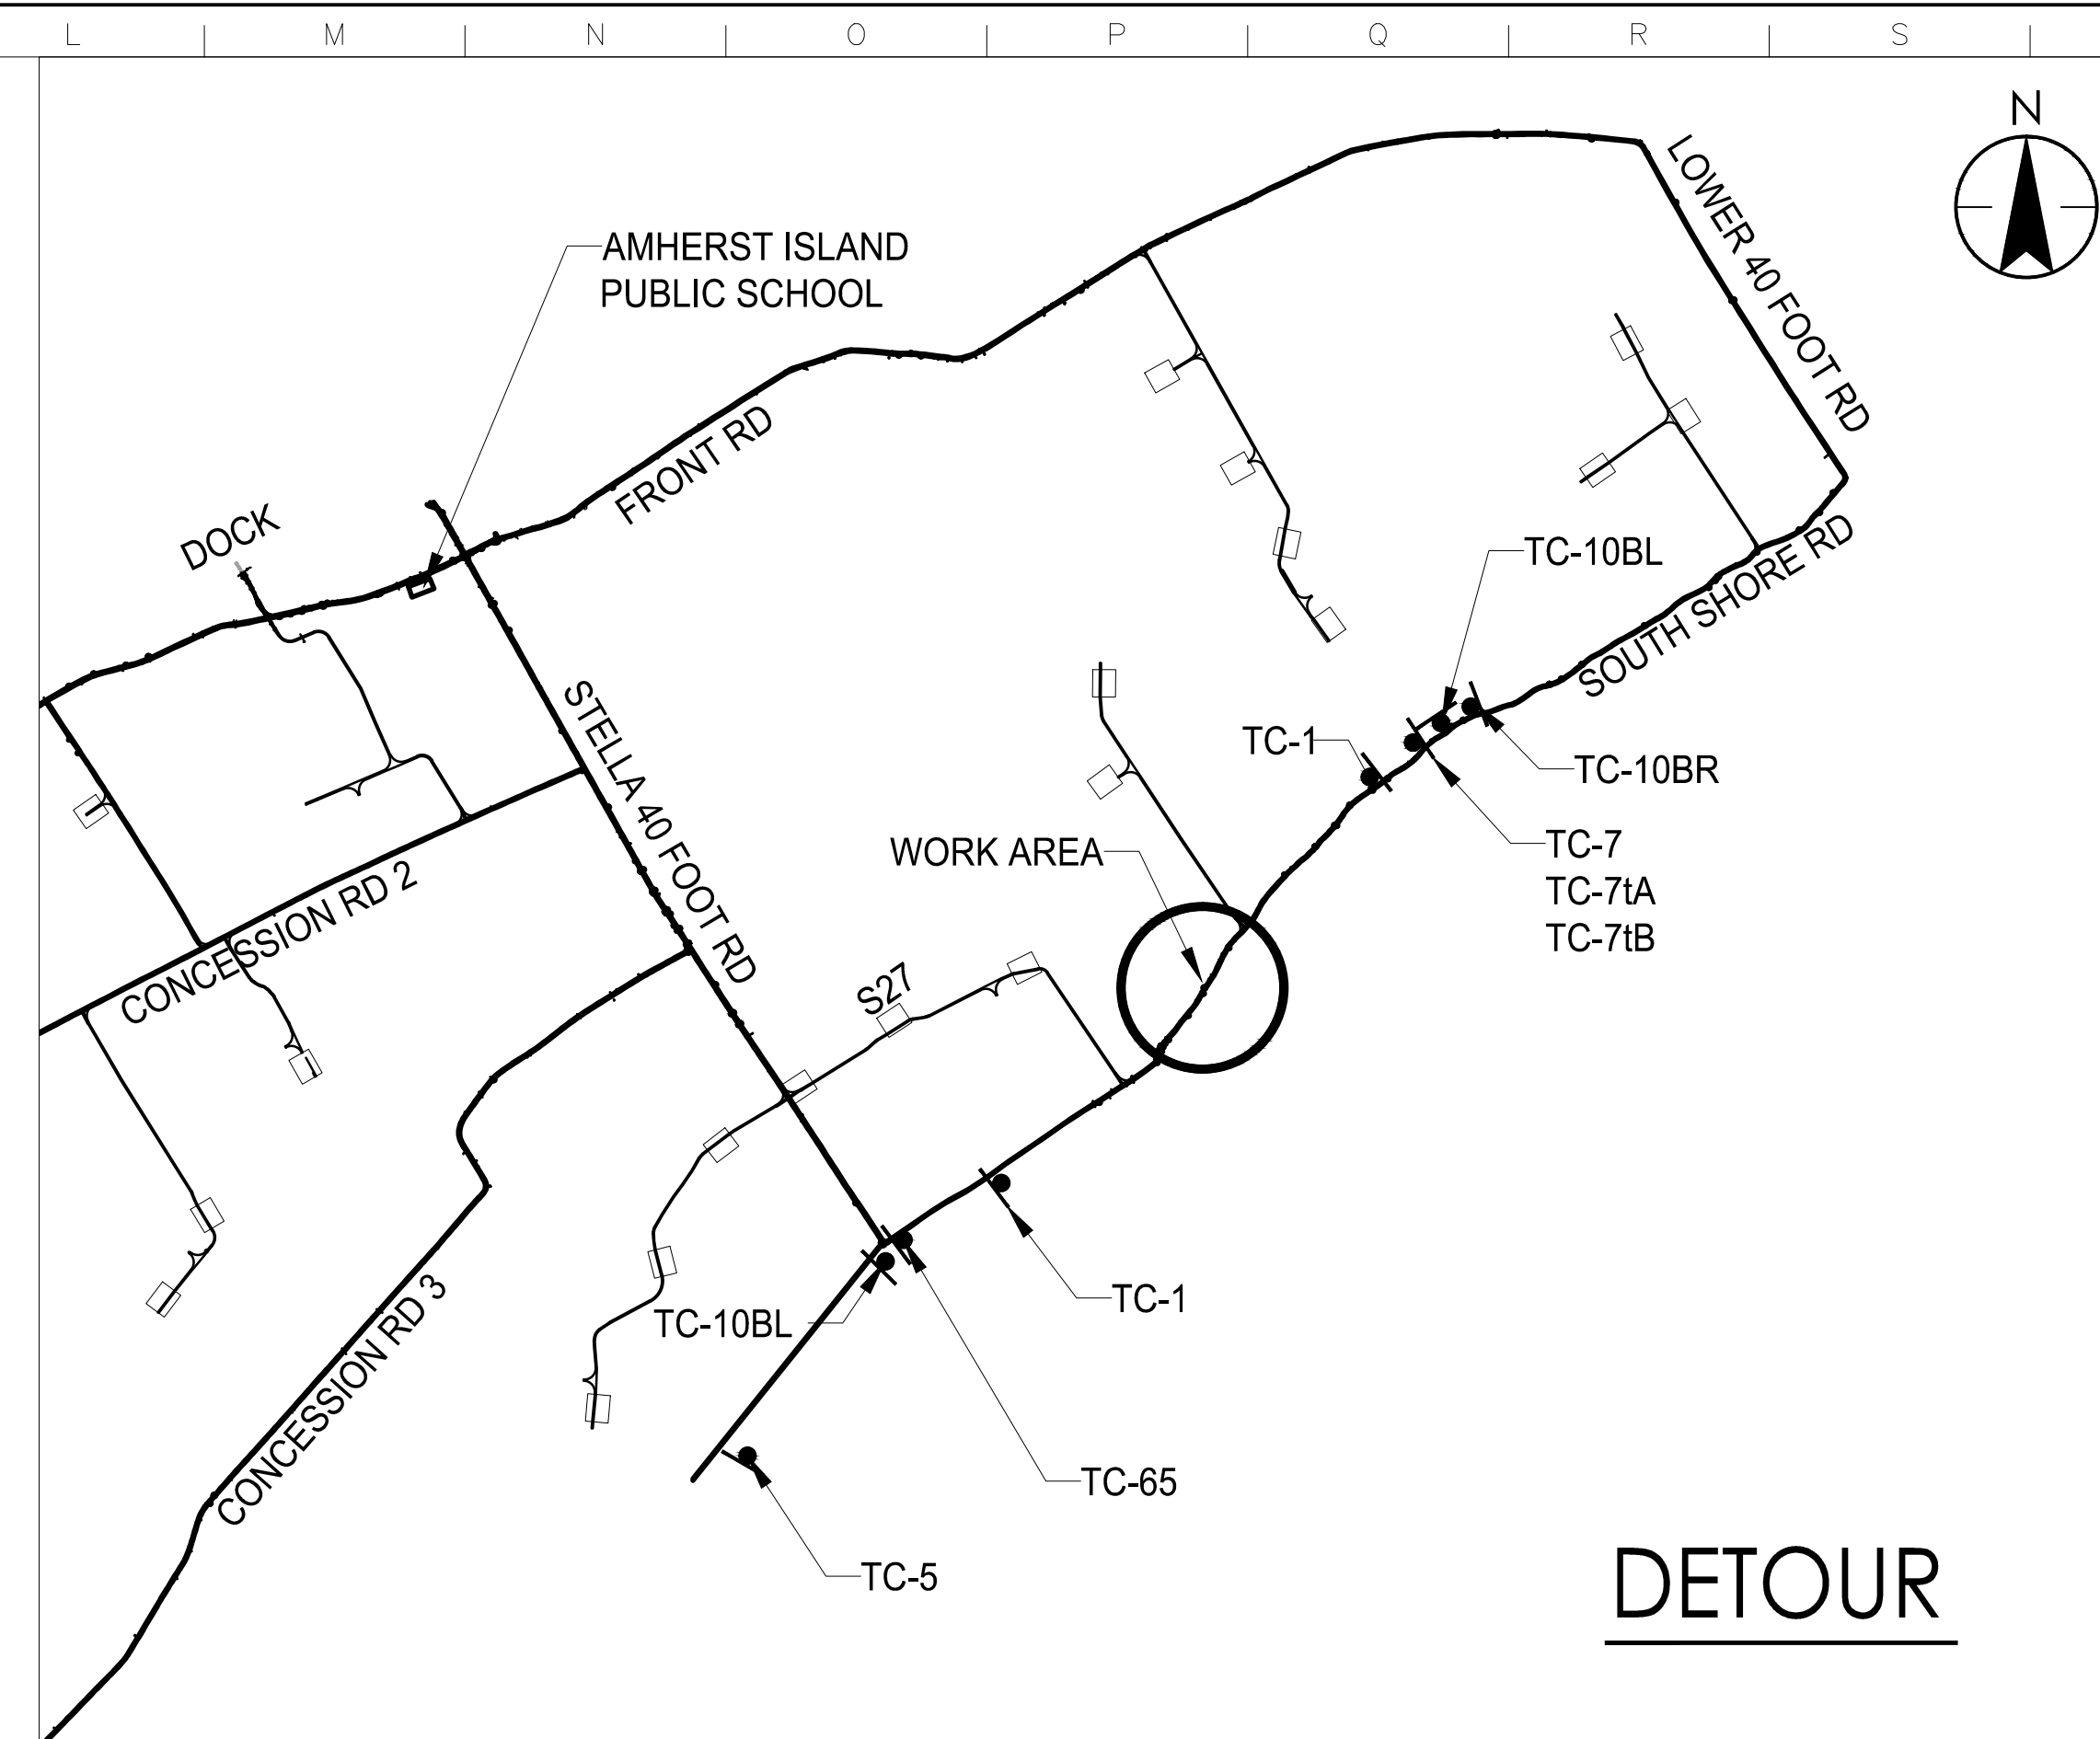 L M N O P Q R S
N
LOWER 40 FOOT RD
AMHERST ISLAND
PUBLIC SCHOOL
FRONT RD
DOCK
TC-10BL
SOUTH SHORE RD
STELLA 40 FOOT RD
TC-1
TC-10BR
WORK AREA
TC-7
TC-7tA
TC-7tB
CONCESSION RD 2
S27
TC-1
TC-10BL
CONCESSION RD 3
TC-65
TC-5
DETOUR